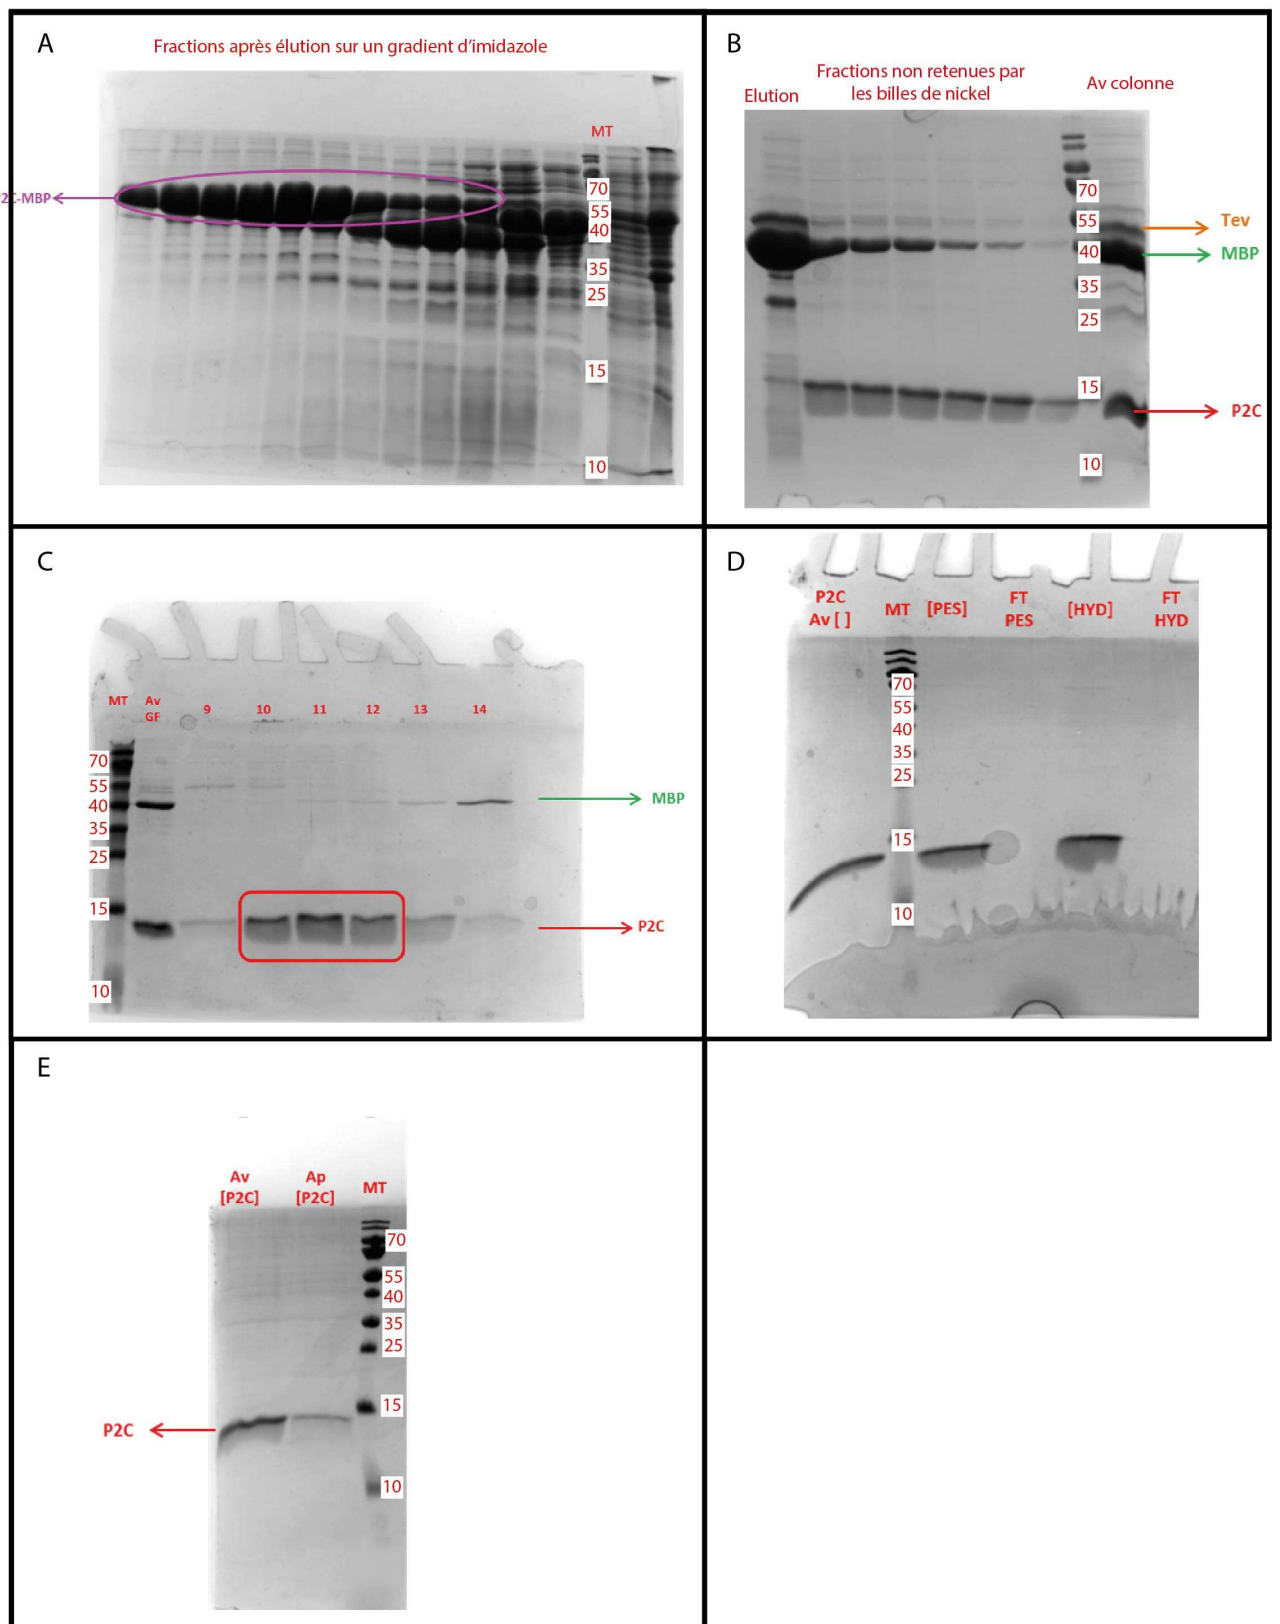 A
Fractions après élution sur un gradient d'imidazole
MT
2C-MBP
70
55
40
35
25
15
10
B
Elution
Fractions non retenues par
les billes de nickel
Av colonne
70
55
40
35
25
15
10
Tev
MBP
P2C
C
MT
Av
GF
9
10
11
12
13
14
70
55
40
35
25
15
10
MBP
P2C
D
P2C
Av [ ]
MT
[PES]
FT
PES
[HYD]
FT
HYD
70
55
40
35
25
15
10
E
Av
[P2C]
Ap
[P2C]
MT
70
55
40
35
25
15
10
P2C